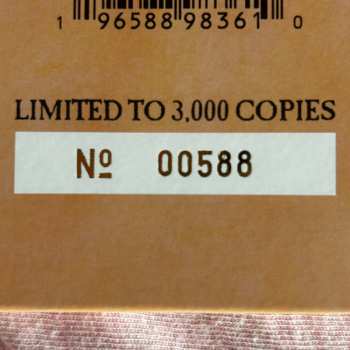 1 96588 98361 0
LIMITED TO 3,000 COPIES
Nº 00588